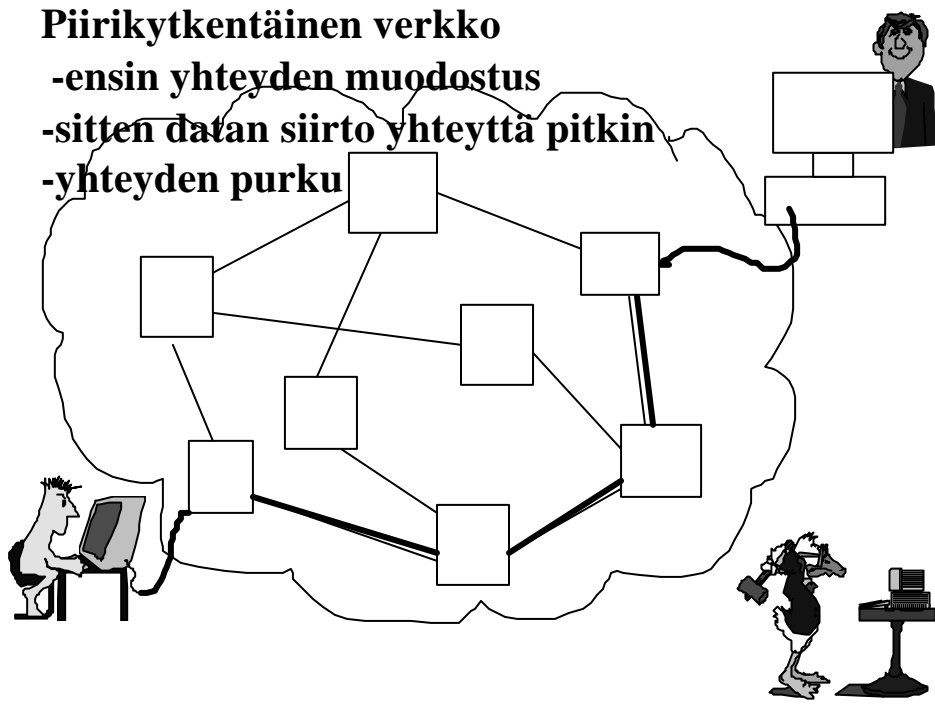 Piirikytkentäinen verkko
-ensin yhteyden muodostus
-sitten datan siirto yhteyttä pitkin
-yhteyden purku